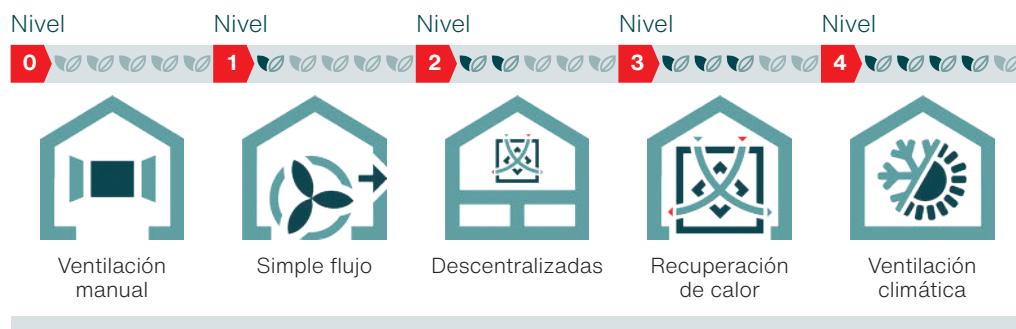 Nivel Nivel Nivel Nivel Nivel
0 1 2 3 4
Ventilación manual
Simple flujo
Descentralizadas
Recuperación de calor
Ventilación climática